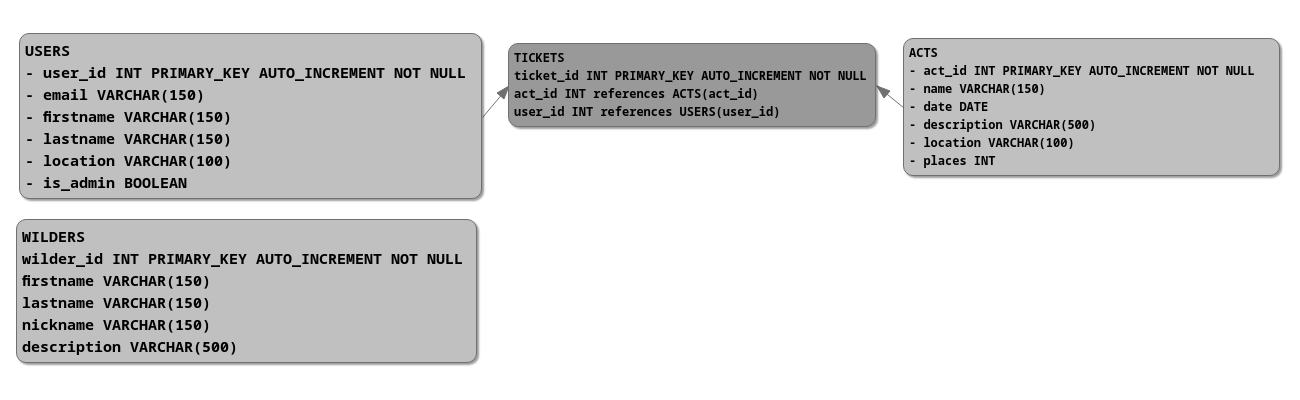 USERS
- user_id INT PRIMARY_KEY AUTO_INCREMENT NOT NULL
- email VARCHAR(150)
- firstname VARCHAR(150)
- lastname VARCHAR(150)
- location VARCHAR(100)
- is_admin BOOLEAN
TICKETS
ticket_id INT PRIMARY_KEY AUTO_INCREMENT NOT NULL
act_id INT references ACTS(act_id)
user_id INT references USERS(user_id)
ACTS
- act_id INT PRIMARY_KEY AUTO_INCREMENT NOT NULL
- name VARCHAR(150)
- date DATE
- description VARCHAR(500)
- location VARCHAR(100)
- places INT
WILDERS
wilder_id INT PRIMARY_KEY AUTO_INCREMENT NOT NULL
firstname VARCHAR(150)
lastname VARCHAR(150)
nickname VARCHAR(150)
description VARCHAR(500)